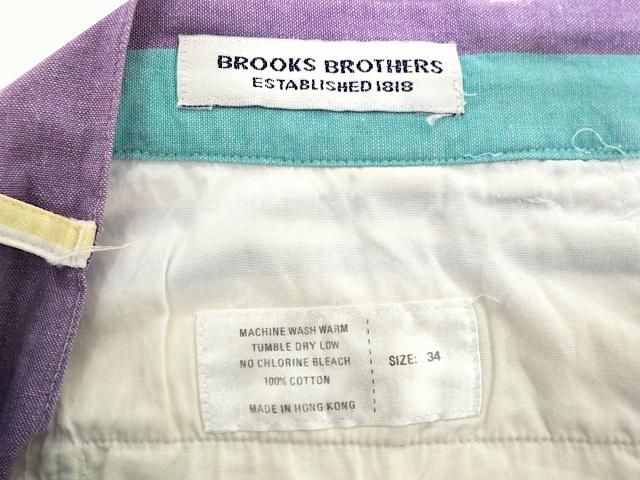 BROOKS BROTHERS
ESTABLISHED 1818
MACHINE WASH WARM
TUMBLE DRY LOW
NO CHLORINE BLEACH
100% COTTON
MADE IN HONG KONG
SIZE: 34